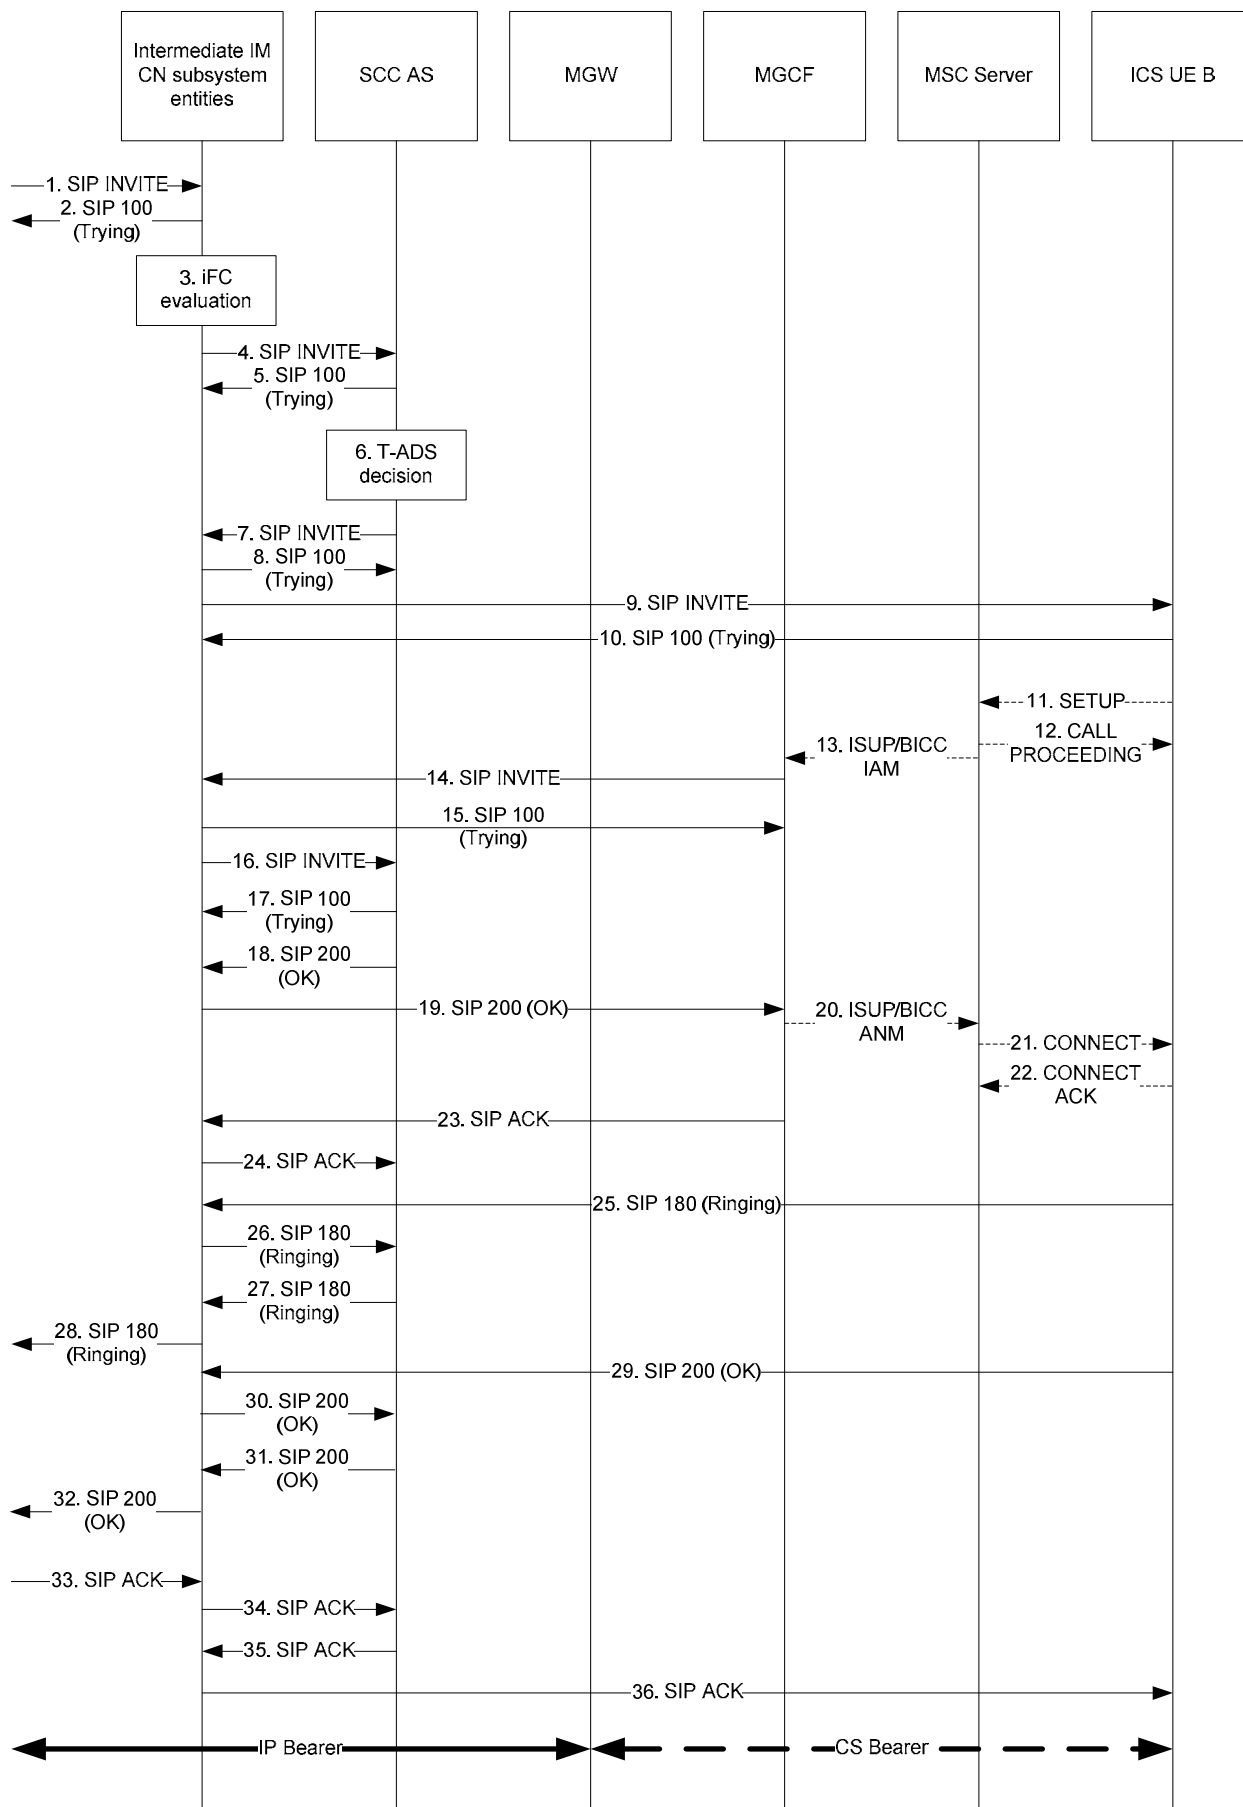 Intermediate IM
CN subsystem
entities
SCC AS
MGW
MGCF
MSC Server
ICS UE B
1. SIP INVITE
2. SIP 100
(Trying)
3. iFC
evaluation
4. SIP INVITE
5. SIP 100
(Trying)
6. T-ADS
decision
7. SIP INVITE
8. SIP 100
(Trying)
9. SIP INVITE
10. SIP 100 (Trying)
11. SETUP
12. CALL
PROCEEDING
13. ISUP/BICC
IAM
14. SIP INVITE
15. SIP 100
(Trying)
16. SIP INVITE
17. SIP 100
(Trying)
18. SIP 200
(OK)
19. SIP 200 (OK)
20. ISUP/BICC
ANM
21. CONNECT
22. CONNECT
ACK
23. SIP ACK
24. SIP ACK
25. SIP 180 (Ringing)
26. SIP 180
(Ringing)
27. SIP 180
(Ringing)
28. SIP 180
(Ringing)
29. SIP 200 (OK)
30. SIP 200
(OK)
31. SIP 200
(OK)
32. SIP 200
(OK)
33. SIP ACK
34. SIP ACK
35. SIP ACK
36. SIP ACK
IP Bearer
CS Bearer